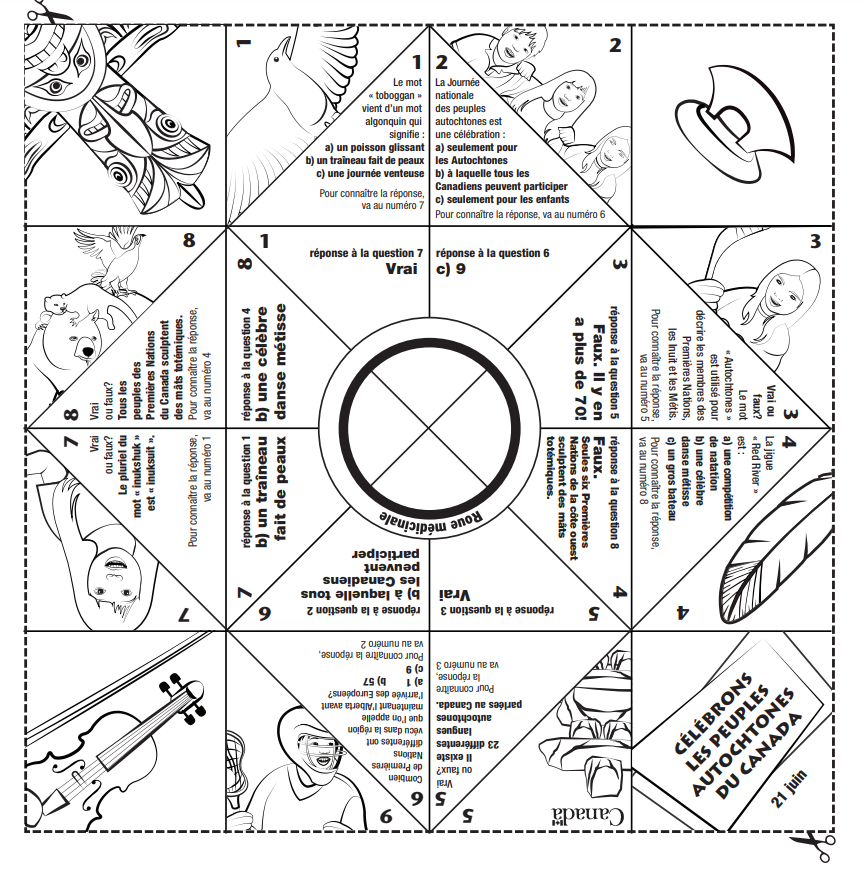 1
1
Le mot
« toboggan »
vient d'un mot
algonquin qui
signifie :
a) un poisson glissant
b) un traîneau fait de peaux
c) une journée venteuse
Pour connaître la réponse,
va au numéro 7
2
2
La Journée
nationale
des peuples
autochtones est
une célébration :
a) seulement pour
les Autochtones
b) à laquelle tous les
Canadiens peuvent participer
c) seulement pour les enfants
Pour connaître la réponse, va au numéro 6
8
8
Vrai
ou faux?
Tous les
peuples des
Premières Nations
du Canada sculptent
des mâts totémiques.
Pour connaître la réponse,
va au numéro 4
1
réponse à la question 7
Vrai
réponse à la question 6
c) 9
8
réponse à la question 4
b) une célèbre
danse métisse
3
réponse à la question 5
Faux. Il y en
a plus de 70!
3
3
Vrai ou
faux?
Le mot
« Autochtones »
est utilisé pour
décrire les membres des
Premières Nations,
les Inuit et les Métis.
Pour connaître la réponse,
va au numéro 5
7
7
Vrai
ou faux?
Le pluriel du
mot « inukshuk »
est « inuksuit ».
Pour connaître la réponse,
va au numéro 1
réponse à la question 1
b) un traîneau
fait de peaux
7
Roue médicinale
réponse à la question 8
Faux.
Seules six Premières
Nations de la côte ouest
sculptent des mâts
totémiques.
4
4
4
La ligue
« Red River »
est :
a) une compétition
de natation
b) une célèbre
danse métisse
c) un gros bateau
Pour connaître la réponse,
va au numéro 8
6
réponse à la question 2
b) à laquelle tous
les Canadiens
peuvent
participer
5
réponse à la question 3
Vrai
6
6
Combien
de Premières
Nations
différentes ont
vécu dans la région
que l'on appelle
maintenant l'Alberta avant
l'arrivée des Européens?
a) 1 b) 57
c) 9
Pour connaître la réponse,
va au numéro 2
5
5
Vrai
ou faux?
Il existe
23 différentes
langues
autochtones
parlées au Canada.
Pour connaître
la réponse,
va au numéro 3
Canada
CÉLÉBRONS
LES PEUPLES
AUTOCHTONES
DU CANADA
21 juin